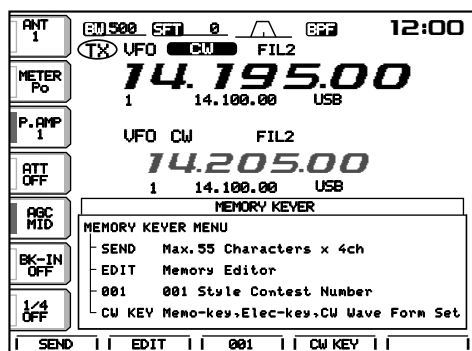 ANT
1
BW 500 SFT 0 BPF 12:00
TX VFO CW FIL2
METER
Po
14.195.00
1 14.100.00 USB
P.AMP
1
VFO CW FIL2
ATT
OFF
14.205.00
1 14.100.00 USB
AGC
MID
MEMORY KEYER
MEMORY KEYER MENU
SEND Max.55 Characters x 4ch
BK-IN
OFF
EDIT Memory Editor
001 001 Style Contest Number
1/4
OFF
CW KEY Memo-key,Elec-key,CW Wave Form Set
SEND EDIT 001 CW KEY